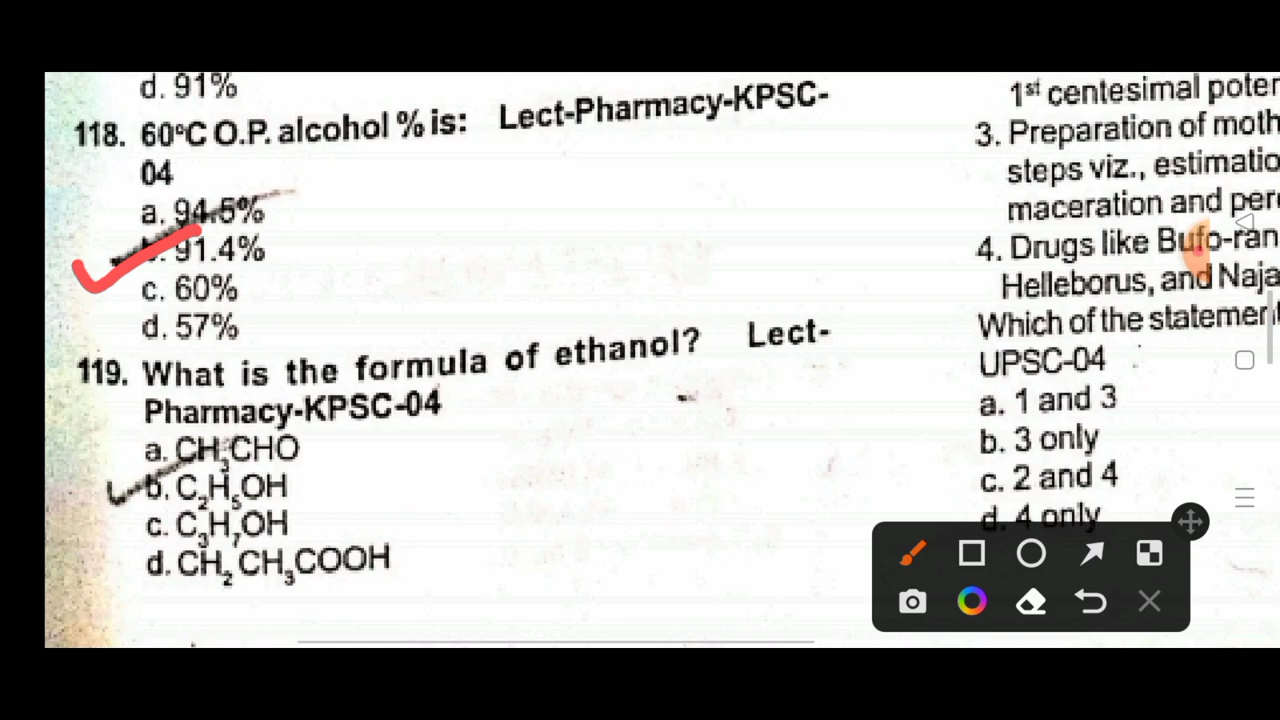 d. 91%
118. 60°C O.P. alcohol % is: Lect-Pharmacy-KPSC-
04
a. 94.5%
b. 91.4%
c. 60%
d. 57%
119. What is the formula of ethanol? Lect-
Pharmacy-KPSC-04
a. CH₃CHO
b. C₂H₅OH
c. C₃H₇OH
d. CH₂CH₃COOH
1st centesimal
3. Preparation of
steps viz.,
maceration and
4. Drugs like
Helleborus, and Naja
Which of the
UPSC-04
a. 1 and 3
b. 3 only
c. 2 and 4
d. 4 only